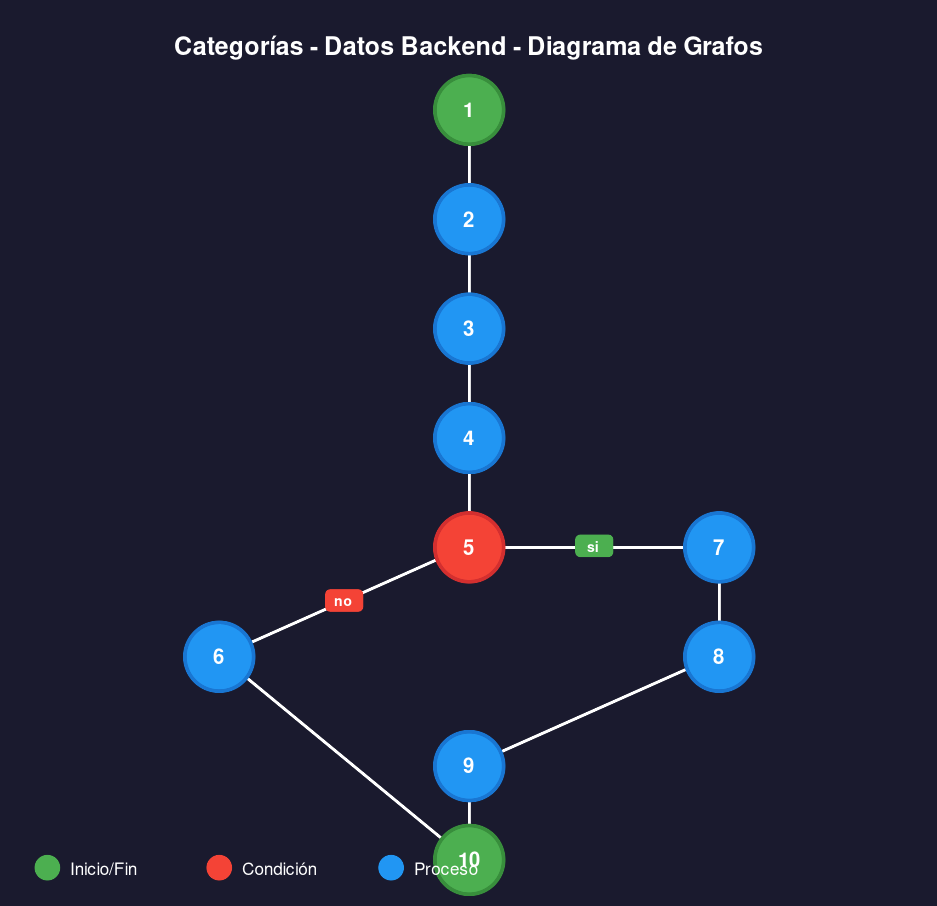 Categorías - Datos Backend - Diagrama de Grafos
1
2
3
4
5
si
7
no
6
8
9
10
Inicio/Fin
Condición
Proceso